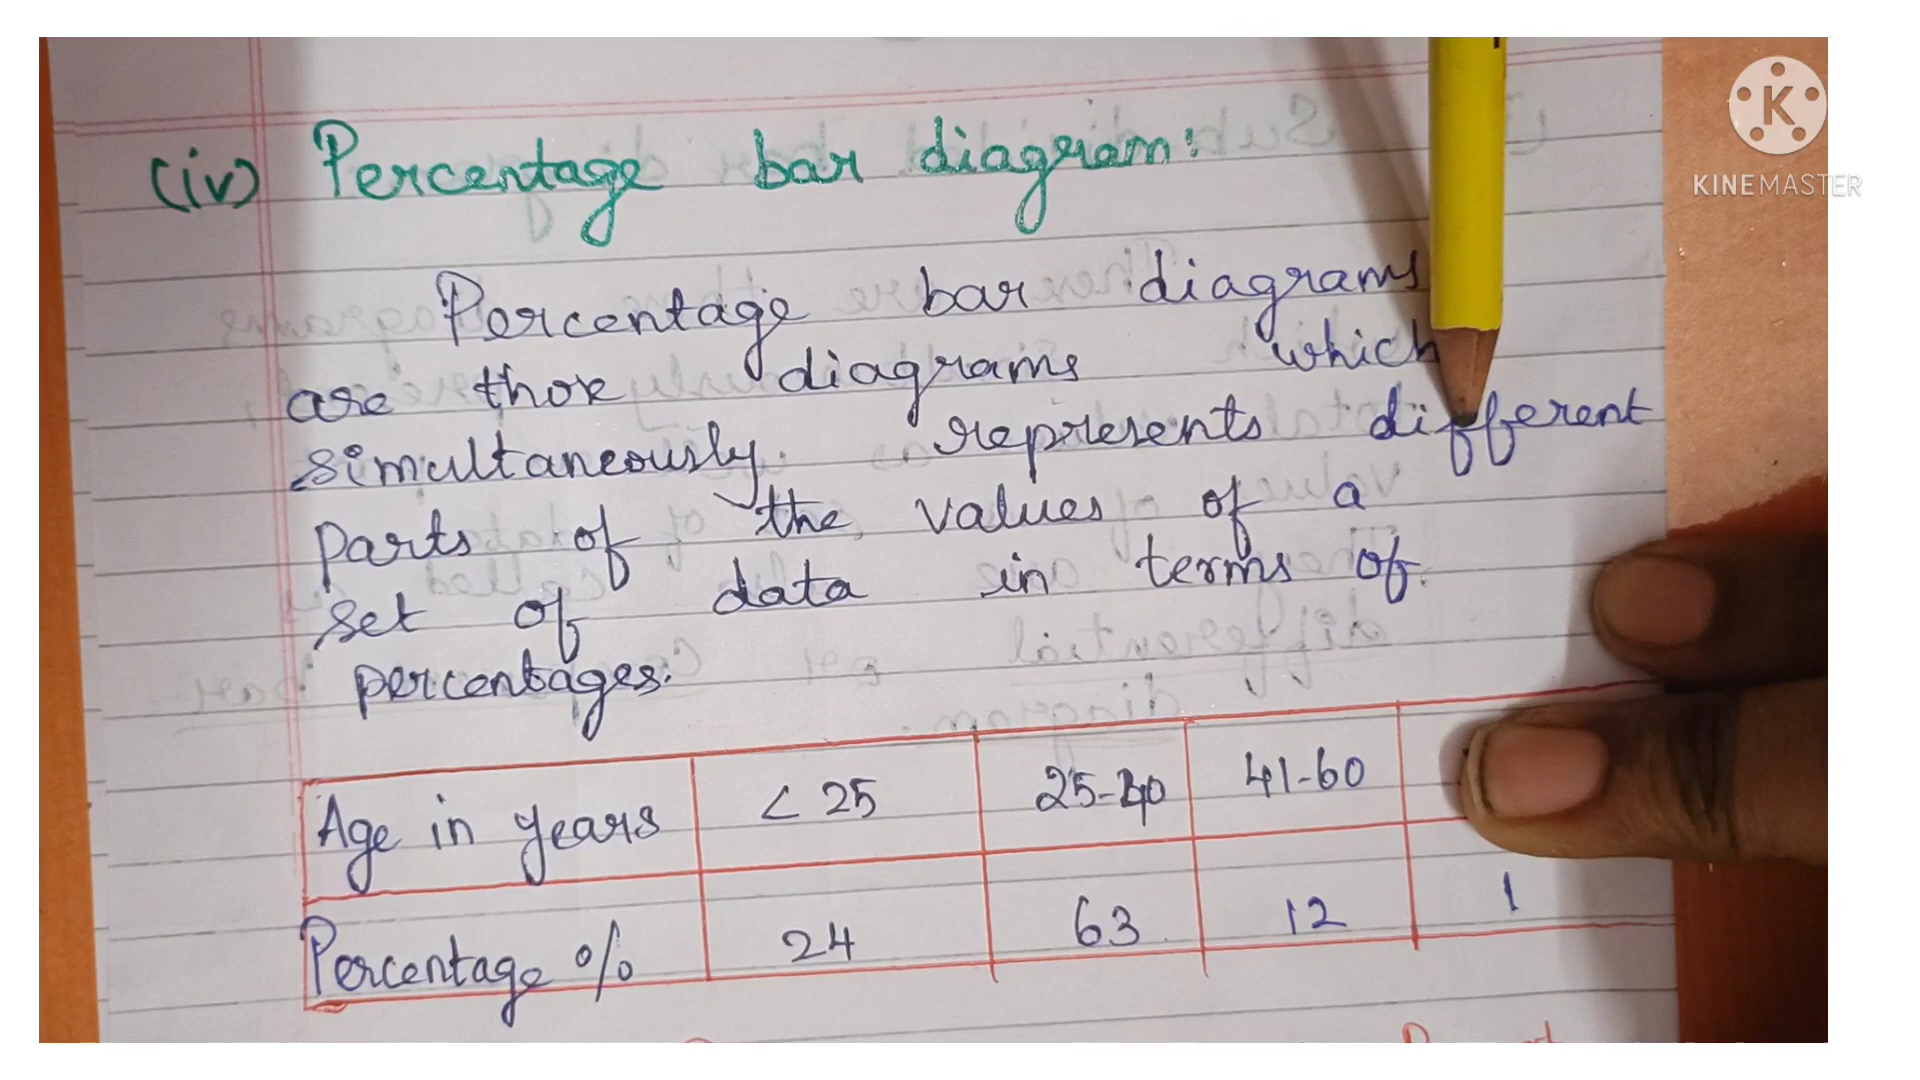 (iv) Percentage bar diagram:
Percentage bar diagrams
are those diagrams which
simultaneously represents different
parts of the values of a
set of data in terms of
percentages.
Age in years < 25 25-40 41-60
Percentage % 24 63 12 1
K
KINEMASTER